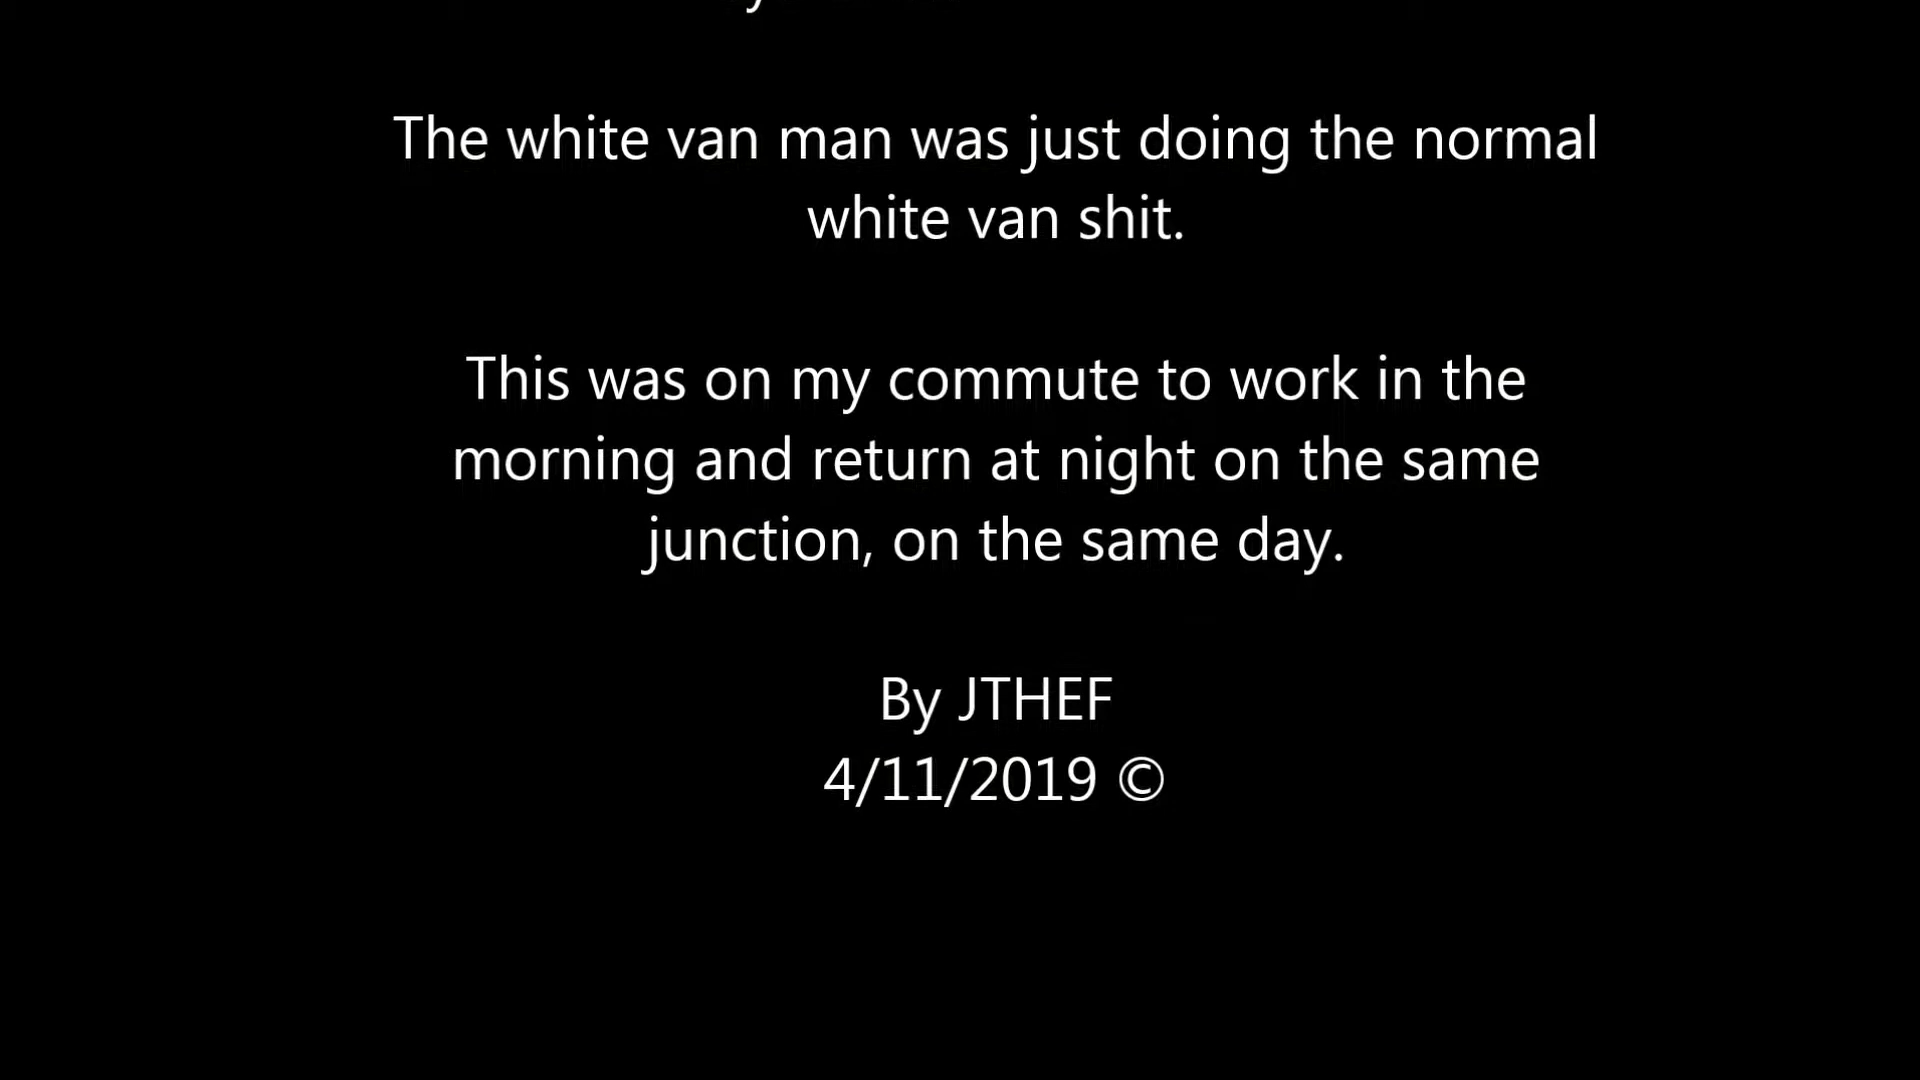 The white van man was just doing the normal
white van shit.
This was on my commute to work in the
morning and return at night on the same
junction, on the same day.
By JTHEF
4/11/2019 ©